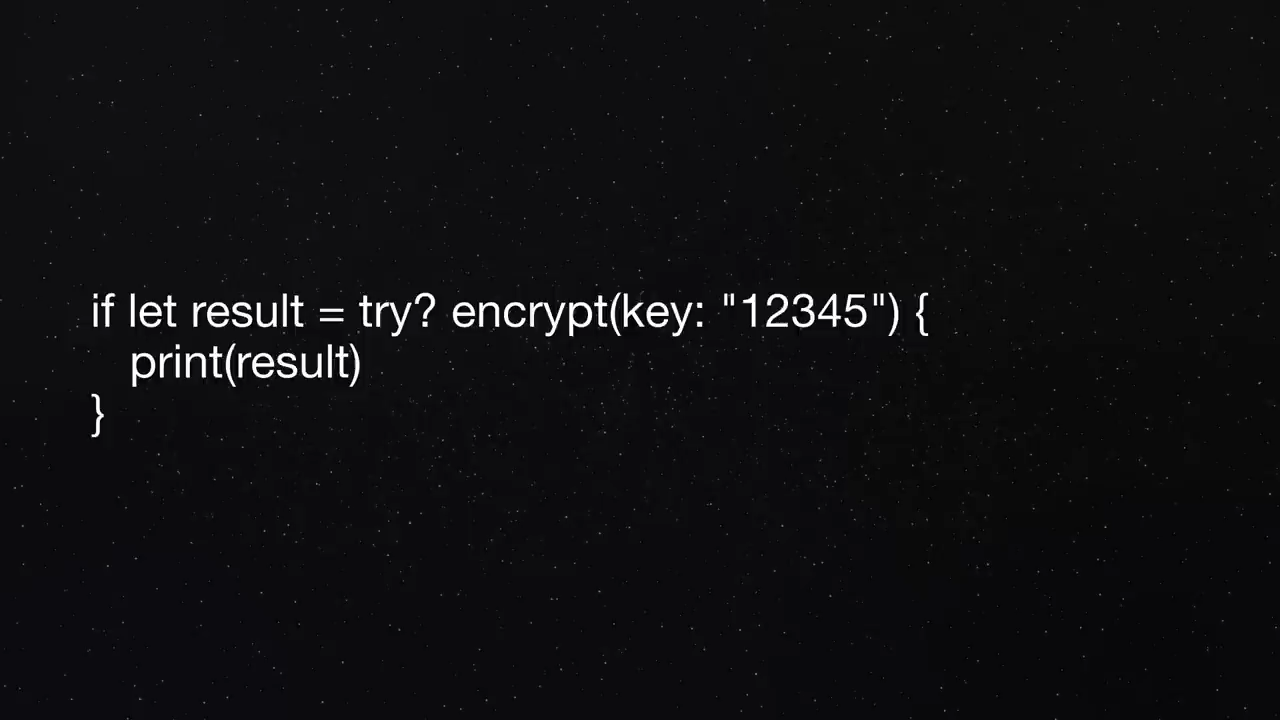 if let result = try? encrypt(key: "12345") {
print(result)
}